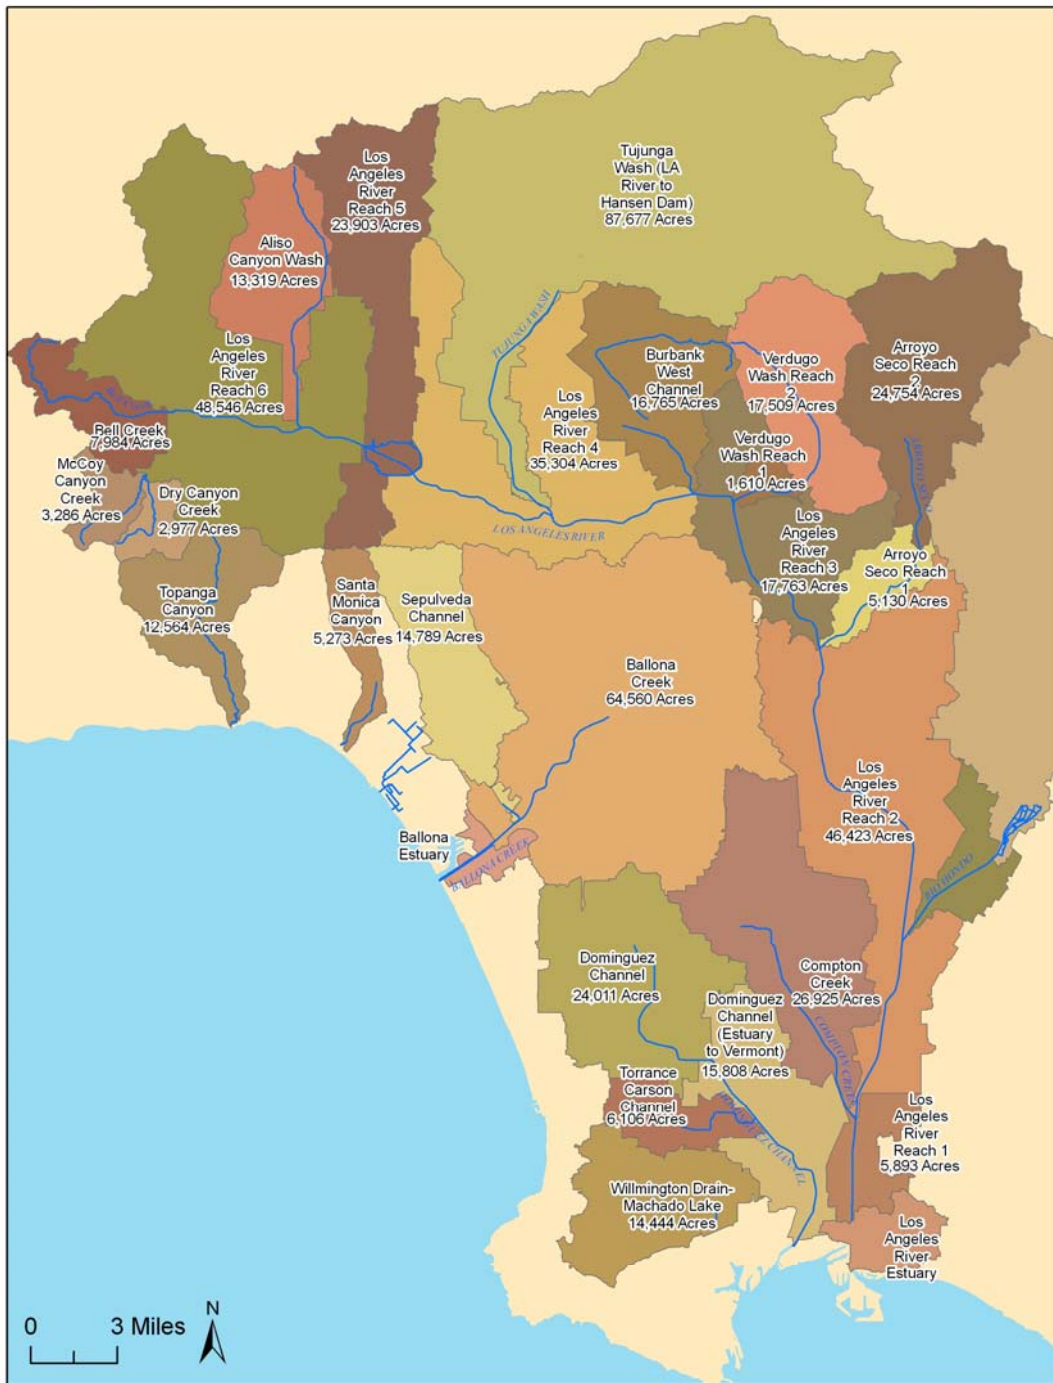 Los
Angeles
River
Reach 5
23,903 Acres
Tujunga
Wash (LA
River to
Hansen Dam)
87,677 Acres
Aliso
Canyon Wash
13,319 Acres
Los
Angeles
River
Reach 6
48,546 Acres
TUJUNGA WASH
Burbank
West
Channel
16,765 Acres
Verdugo
Wash Reach
2
17,509 Acres
Arroyo
Seco Reach
2
24,754 Acres
Los
Angeles
River
Reach 4
35,304 Acres
Verdugo
Wash Reach
1
1,610 Acres
Bell Creek
7,984 Acres
McCoy
Canyon
Creek
3,286 Acres
Dry Canyon
Creek
2,977 Acres
LOS ANGELES RIVER
Los
Angeles
River
Reach 3
17,763 Acres
ARROYO SECO
Arroyo
Seco Reach
1
5,130 Acres
Topanga
Canyon
12,564 Acres
Santa
Monica
Canyon
5,273 Acres
Sepulveda
Channel
14,789 Acres
Ballona
Creek
64,560 Acres
Los
Angeles
River
Reach 2
46,423 Acres
Ballona
Estuary
BALLONA CREEK
RIO HONDO
Dominguez
Channel
24,011 Acres
Compton
Creek
26,925 Acres
COMPTON CREEK
Dominguez
Channel
(Estuary
to Vermont)
15,808 Acres
Torrance
Carson
Channel
6,106 Acres
DOMINGUEZ CHANNEL
Los
Angeles
River
Reach 1
5,893 Acres
Willmington Drain-
Machado Lake
14,444 Acres
Los
Angeles
River
Estuary
0 3 Miles
N